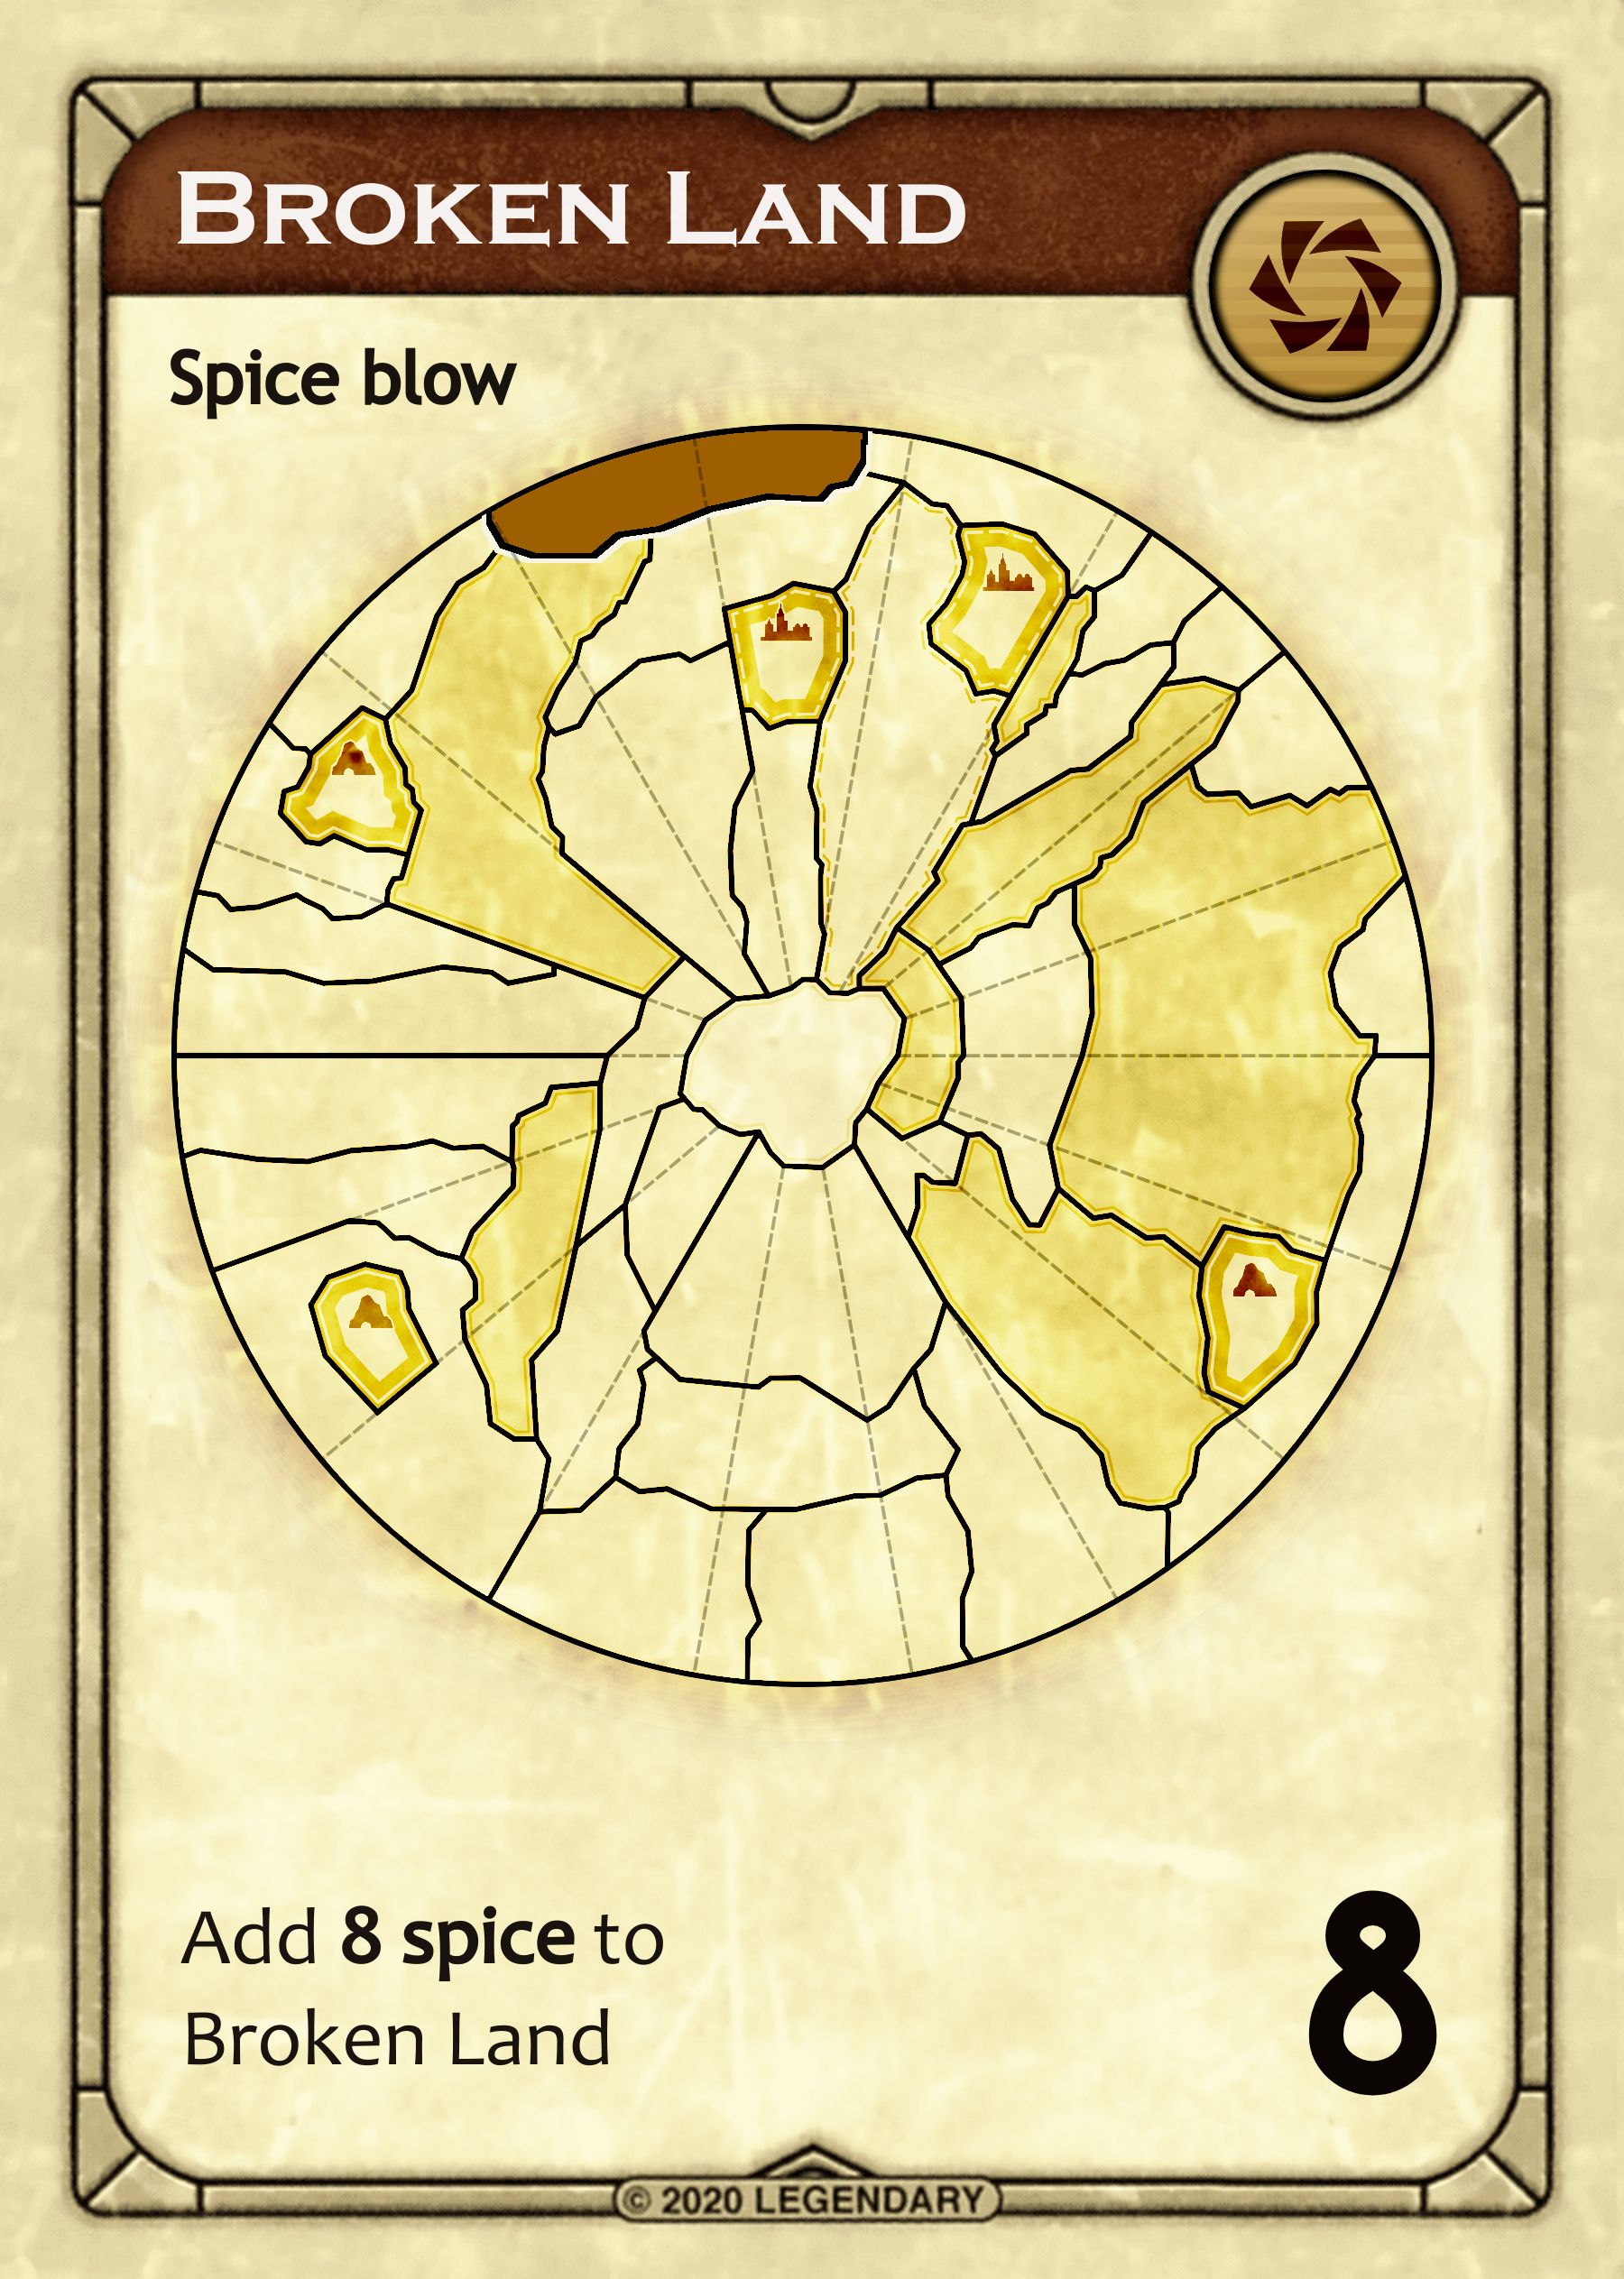 BROKEN LAND
Spice blow
Add 8 spice to
Broken Land
8
© 2020 LEGENDARY